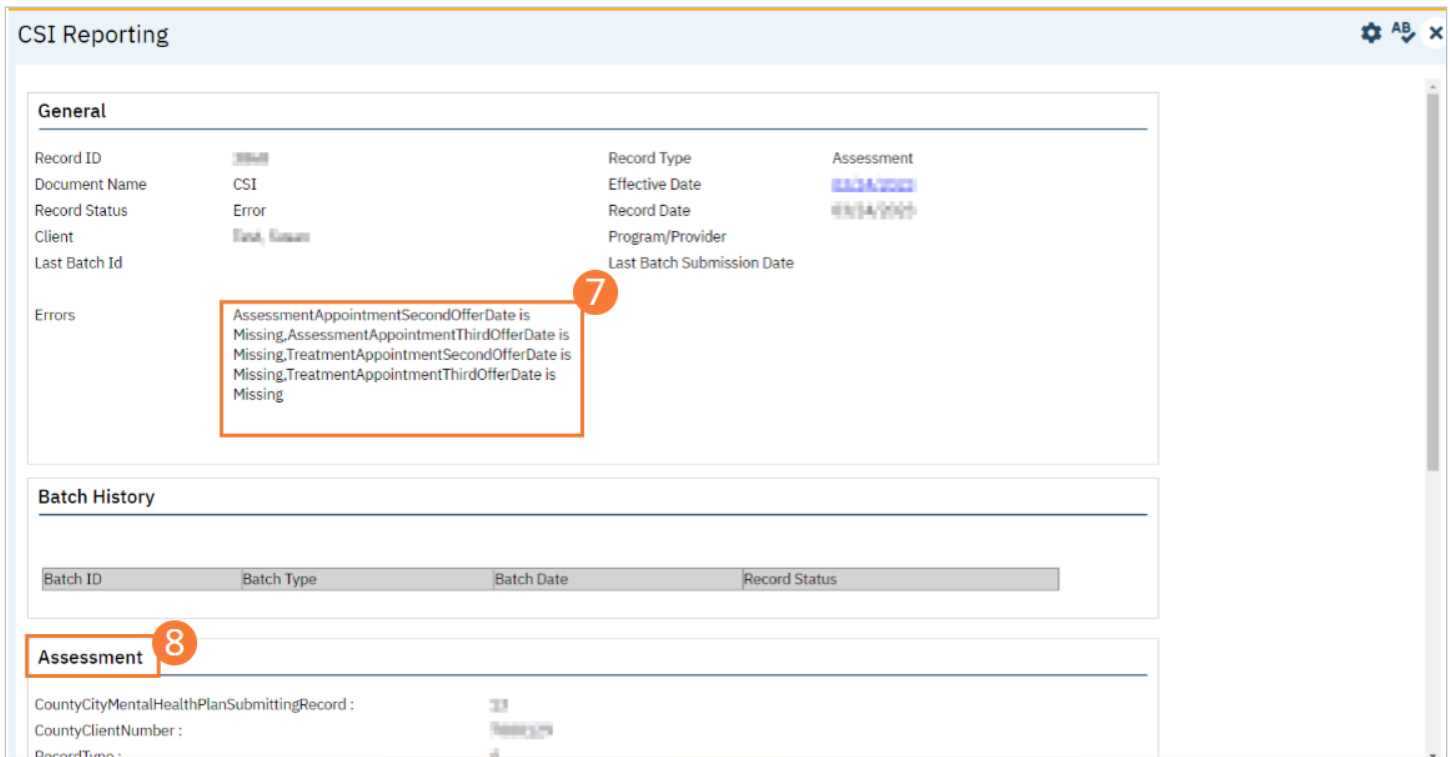 CSI Reporting
AB
General
Record ID Record Type Assessment
Document Name CSI Effective Date
Record Status Error Record Date
Client Program/Provider
Last Batch Id Last Batch Submission Date
7
Errors AssessmentAppointmentSecondOfferDate is
Missing,AssessmentAppointmentThirdOfferDate is
Missing,TreatmentAppointmentSecondOfferDate is
Missing,TreatmentAppointmentThirdOfferDate is
Missing
Batch History
Batch ID Batch Type Batch Date Record Status
8
Assessment
CountyCityMentalHealthPlanSubmittingRecord :
CountyClientNumber :
RecordType :